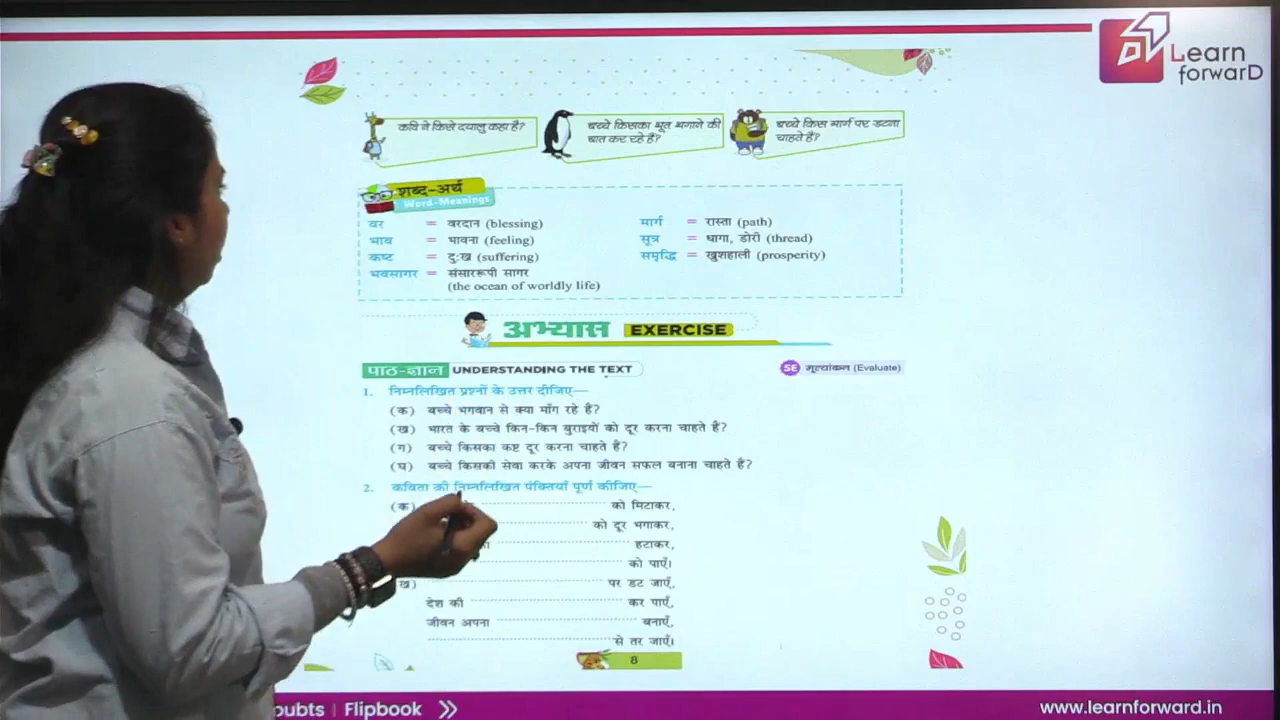 Learn
forwarD
कवि ने किसे दयालु कहा है?
बच्चे किसका भूत भगाने की
बात कर रहे हैं?
बच्चे किस मार्ग पर डटना
चाहते हैं?
शब्द-अर्थ
Word-Meanings
वर = वरदान (blessing)
भाव = भावना (feeling)
कष्ट = दुःख (suffering)
भवसागर = संसाररूपी सागर
(the ocean of worldly life)
मार्ग = रास्ता (path)
सूत्र = धागा, डोरी (thread)
समृद्धि = खुशहाली (prosperity)
अभ्यास EXERCISE
पाठ-ज्ञान UNDERSTANDING THE TEXT
5E मूल्यांकन (Evaluate)
1. निम्नलिखित प्रश्नों के उत्तर दीजिए—
(क) बच्चे भगवान से क्या माँग रहे हैं?
(ख) भारत के बच्चे किन-किन बुराइयों को दूर करना चाहते हैं?
(ग) बच्चे किसका कष्ट दूर करना चाहते हैं?
(घ) बच्चे किसकी सेवा करके अपना जीवन सफल बनाना चाहते हैं?
2. कविता की निम्नलिखित पंक्तियाँ पूर्ण कीजिए—
(क) ........................ को मिटाकर,
........................ को दूर भगाकर,
........................ हटाकर,
........................ को पाएँ।
(ख) ........................ पर डट जाएँ,
देश की ........................ कर पाएँ,
जीवन अपना ........................ बनाएँ,
........................ से तर जाएँ।
8
Flipbook
www.learnforward.in